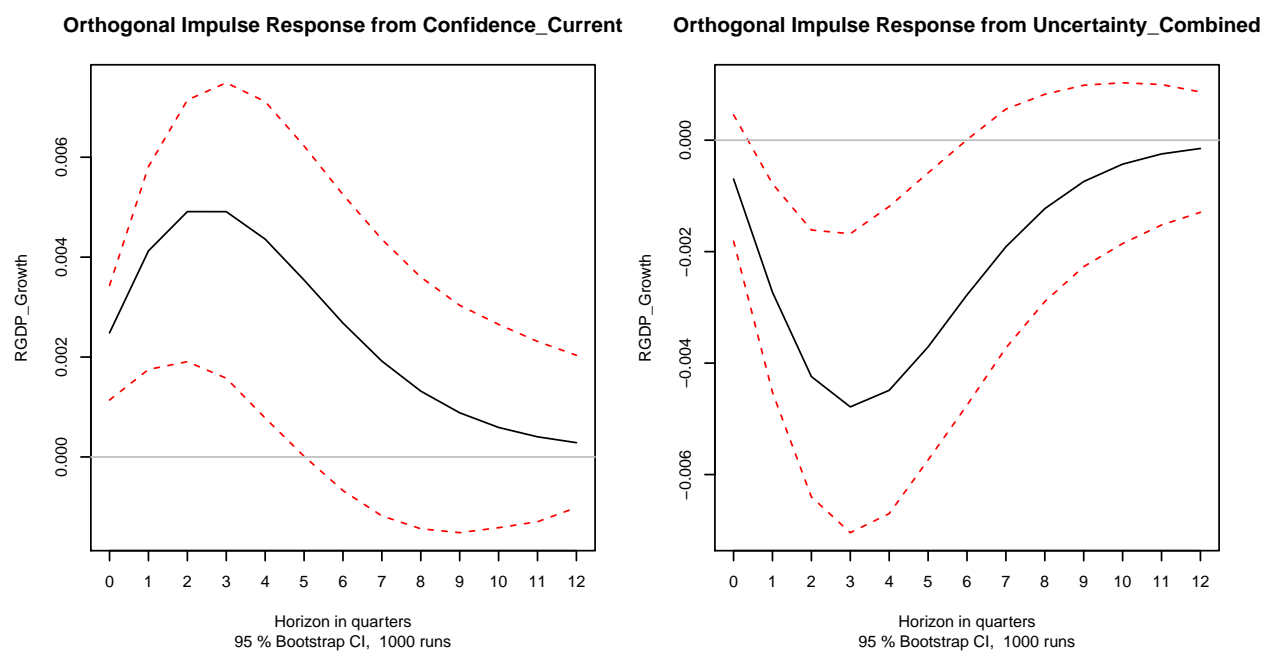 Orthogonal Impulse Response from Confidence_Current
RGDP_Growth
0.006
0.004
0.002
0.000
0 1 2 3 4 5 6 7 8 9 10 11 12
Horizon in quarters
95 % Bootstrap CI, 1000 runs
Orthogonal Impulse Response from Uncertainty_Combined
RGDP_Growth
0.000
−0.002
−0.004
−0.006
0 1 2 3 4 5 6 7 8 9 10 11 12
Horizon in quarters
95 % Bootstrap CI, 1000 runs